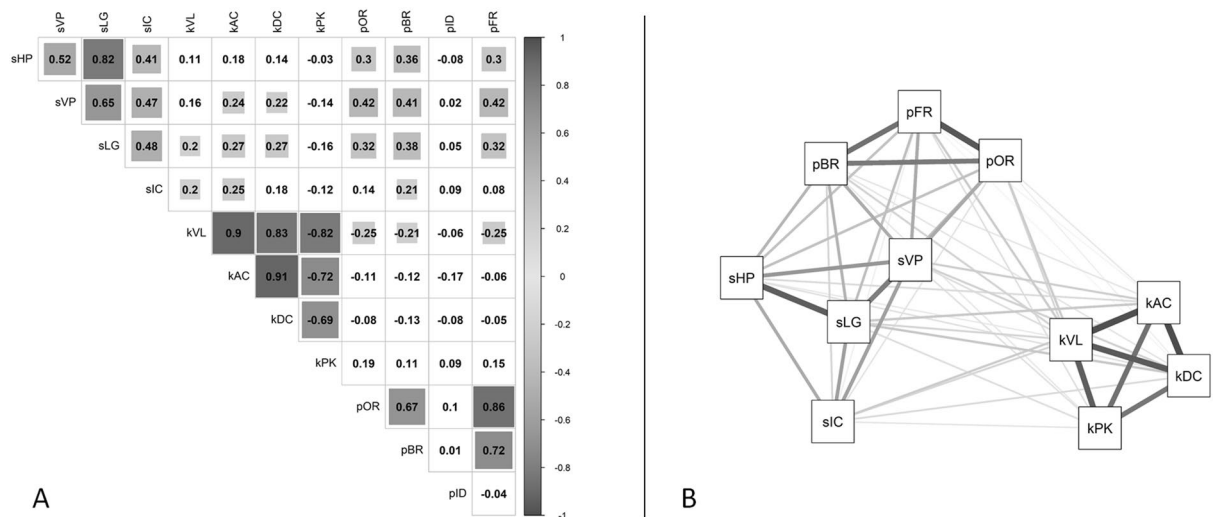 sVP sLG sIC kVL kAC kDC kPK pOR pBR pID pFR
sHP 0.52 0.82 0.41 0.11 0.18 0.14 -0.03 0.3 0.36 -0.08 0.3
sVP 0.65 0.47 0.16 0.24 0.22 -0.14 0.42 0.41 0.02 0.42
sLG 0.48 0.2 0.27 0.27 -0.16 0.32 0.38 0.05 0.32
sIC 0.2 0.25 0.18 -0.12 0.14 0.21 0.09 0.08
kVL 0.9 0.83 -0.82 -0.25 -0.21 -0.06 -0.25
kAC 0.91 -0.72 -0.11 -0.12 -0.17 -0.06
kDC -0.69 -0.08 -0.13 -0.08 -0.05
kPK 0.19 0.11 0.09 0.15
pOR 0.67 0.1 0.86
pBR 0.01 0.72
pID -0.04
1
0.8
0.6
0.4
0.2
0
-0.2
-0.4
-0.6
-0.8
-1
A
pFR
pBR
pOR
sVP
sHP
sLG
kAC
kVL
kDC
sIC
kPK
B